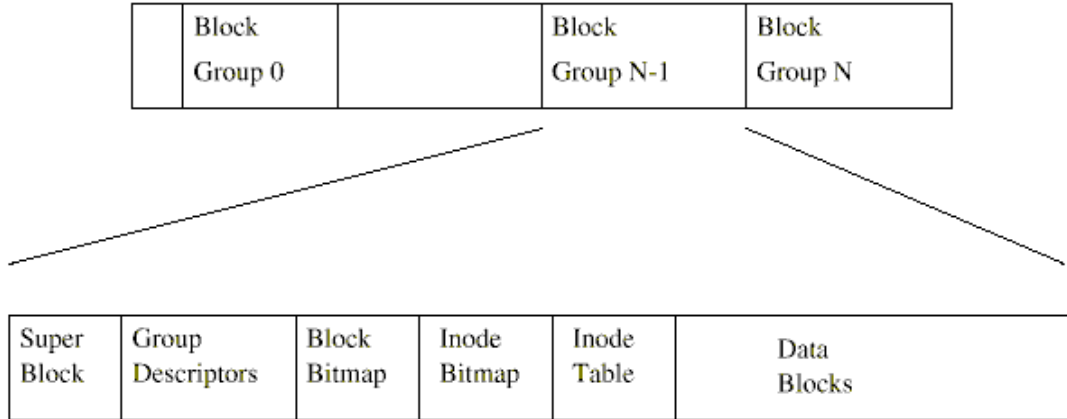 Block
Group 0
Block
Group N-1
Block
Group N
Super
Block
Group
Descriptors
Block
Bitmap
Inode
Bitmap
Inode
Table
Data
Blocks